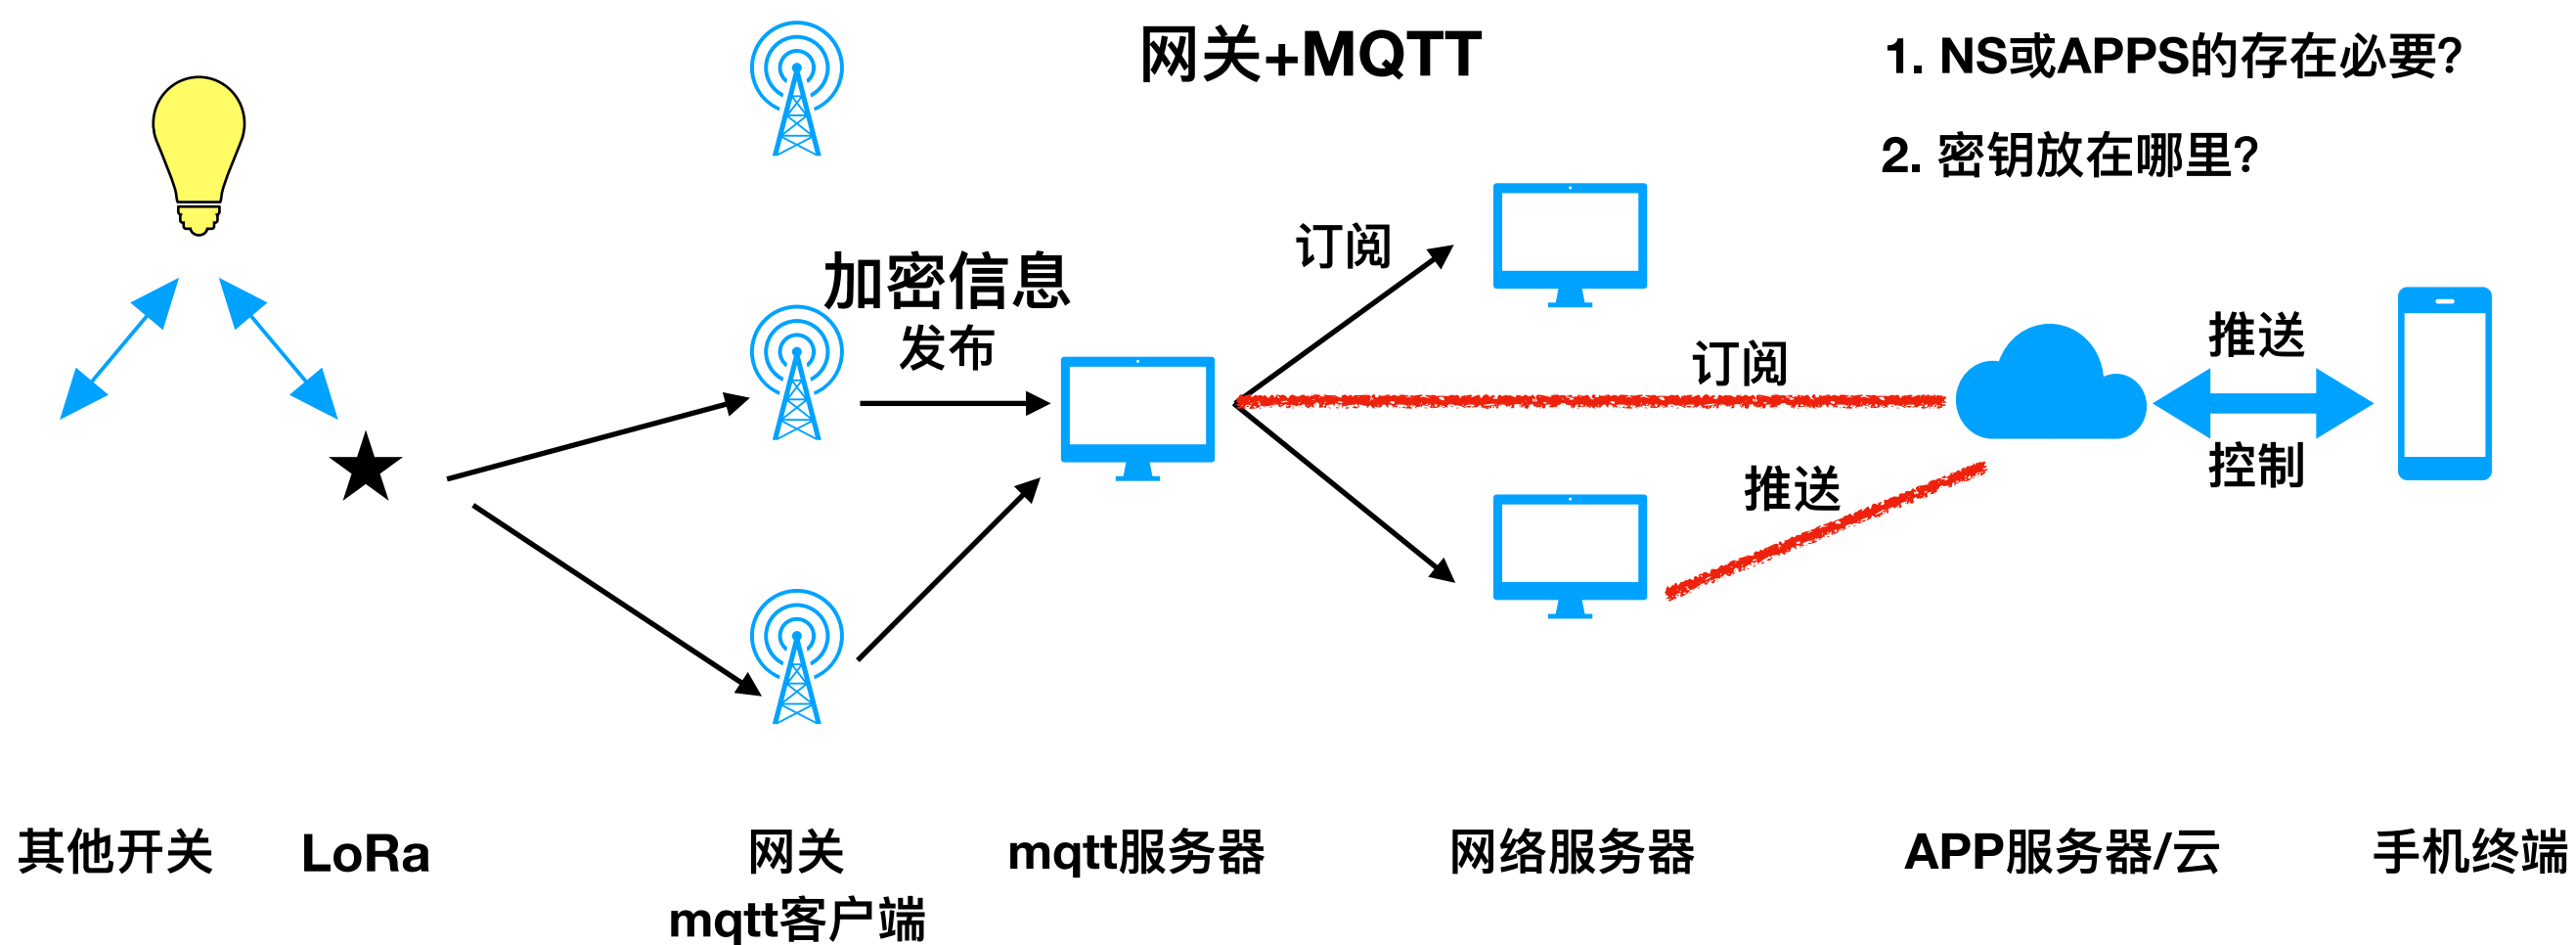 网关+MQTT
1. NS或APPS的存在必要?
2. 密钥放在哪里?
订阅
加密信息
发布
订阅
推送
推送
控制
其他开关
LoRa
网关
mqtt客户端
mqtt服务器
网络服务器
APP服务器/云
手机终端